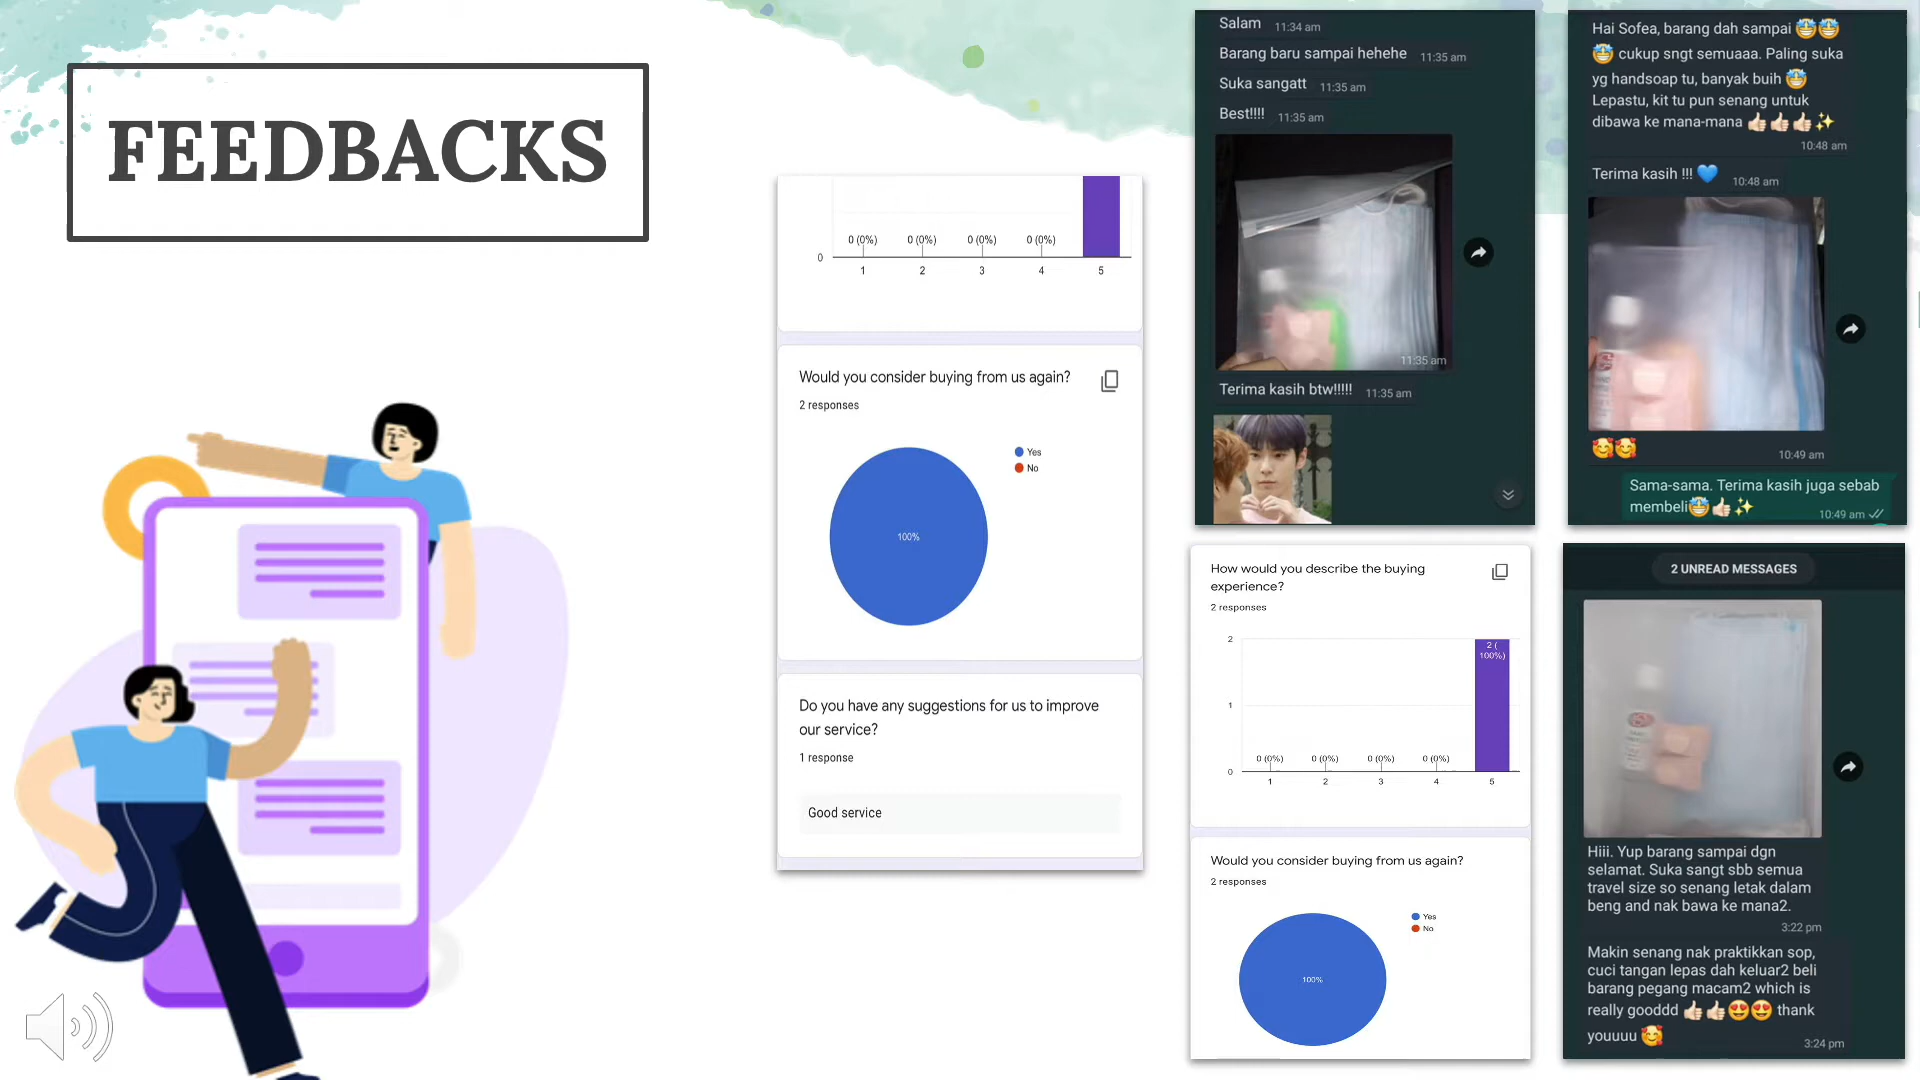 FEEDBACKS
0 (0%) 0 (0%) 0 (0%) 0 (0%)
0
1 2 3 4 5
Would you consider buying from us again?
2 responses
Yes
No
100%
Do you have any suggestions for us to improve
our service?
1 response
Good service
Salam 11:34 am
Barang baru sampai hehehe 11:35 am
Suka sangatt 11:35 am
Best!!!! 11:35 am
11:35 am
Terima kasih btw!!!!! 11:35 am
Hai Sofea, barang dah sampai 🤩🤩
🤩 cukup sngt semuaaa. Paling suka
yg handsoap tu, banyak buih 🤩
Lepastu, kit tu pun senang untuk
dibawa ke mana-mana 👍🏻👍🏻👍🏻✨
10:48 am
Terima kasih !!! 💙 10:48 am
🥰🥰 10:49 am
Sama-sama. Terima kasih juga sebab
membeli🤩👍🏻✨ 10:49 am
How would you describe the buying
experience?
2 responses
2
2 (
100%)
1
0 (0%) 0 (0%) 0 (0%) 0 (0%)
0
1 2 3 4 5
Would you consider buying from us again?
2 responses
Yes
No
100%
2 UNREAD MESSAGES
Hiii. Yup barang sampai dgn
selamat. Suka sangt sbb semua
travel size so senang letak dalam
beng and nak bawa ke mana2.
3:22 pm
Makin senang nak praktikkan sop,
cuci tangan lepas dah keluar2 beli
barang pegang macam2 which is
really gooddd 👍🏻👍🏻😍😍 thank
youuuu 🥰
3:24 pm